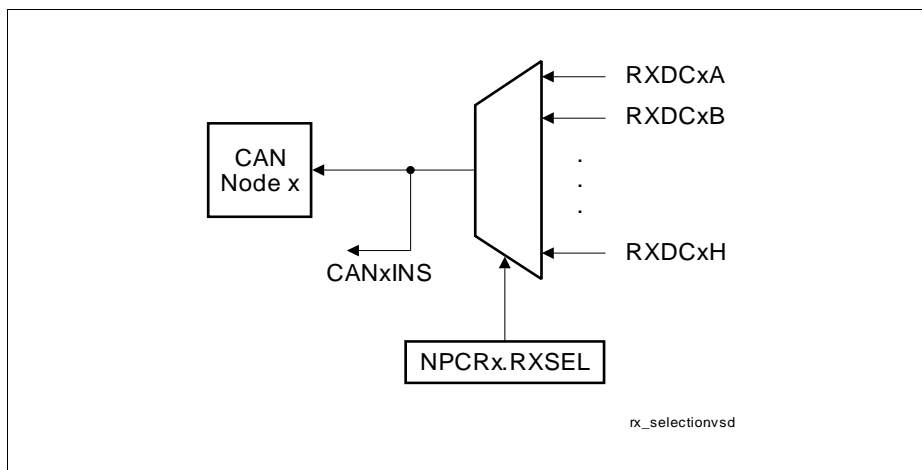 RXDCxA
RXDCxB
.
.
.
CAN
Node x
RXDCxH
CANxINS
NPCRx.RXSEL
rx_selectionvsd